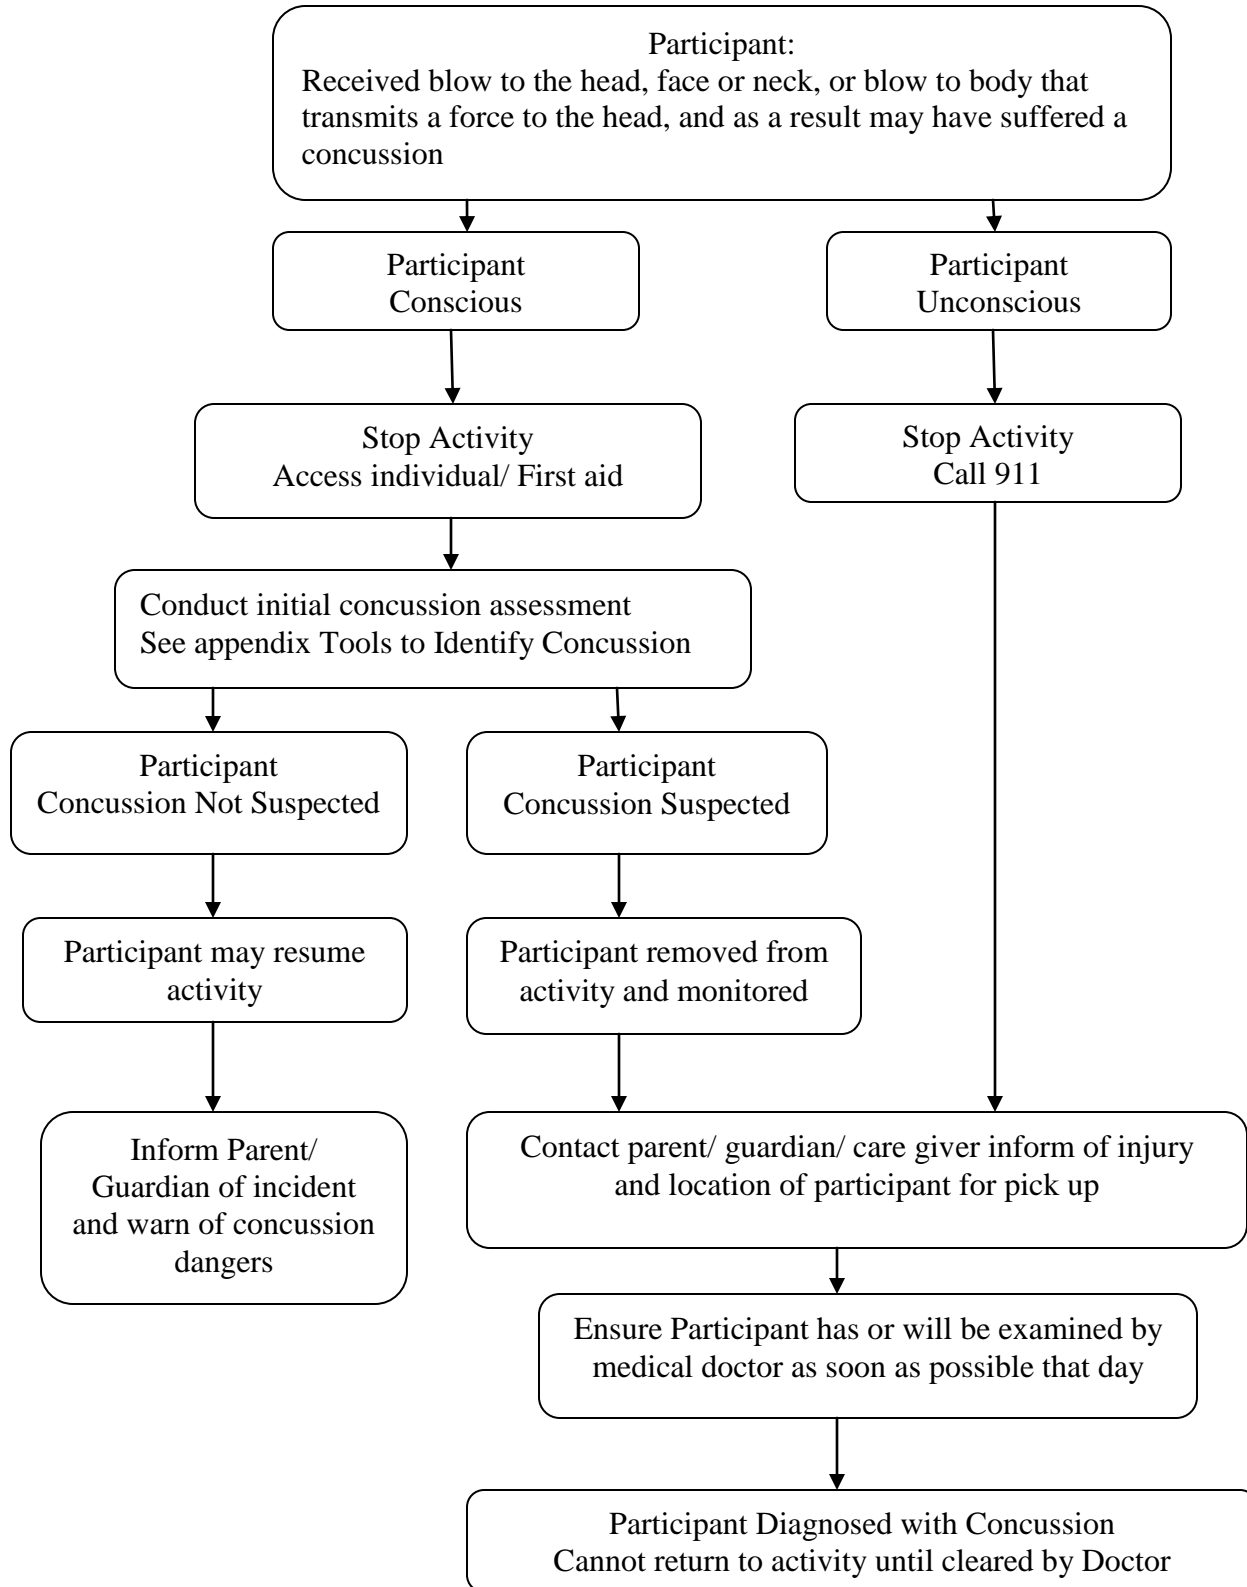 Participant:
Received blow to the head, face or neck, or blow to body that
transmits a force to the head, and as a result may have suffered a
concussion
Participant
Conscious
Participant
Unconscious
Stop Activity
Access individual/ First aid
Stop Activity
Call 911
Conduct initial concussion assessment
See appendix Tools to Identify Concussion
Participant
Concussion Not Suspected
Participant
Concussion Suspected
Participant may resume
activity
Participant removed from
activity and monitored
Inform Parent/
Guardian of incident
and warn of concussion
dangers
Contact parent/ guardian/ care giver inform of injury
and location of participant for pick up
Ensure Participant has or will be examined by
medical doctor as soon as possible that day
Participant Diagnosed with Concussion
Cannot return to activity until cleared by Doctor